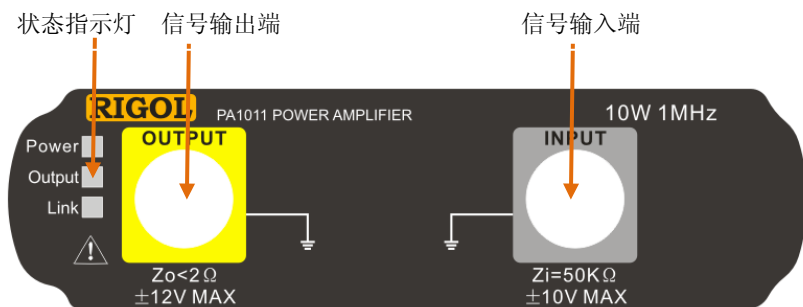 状态指示灯 信号输出端 信号输入端
RIGOL PA1011 POWER AMPLIFIER 10W 1MHz
OUTPUT INPUT
Power
Output
Link
Zo<2Ω Zi=50KΩ
±12V MAX ±10V MAX